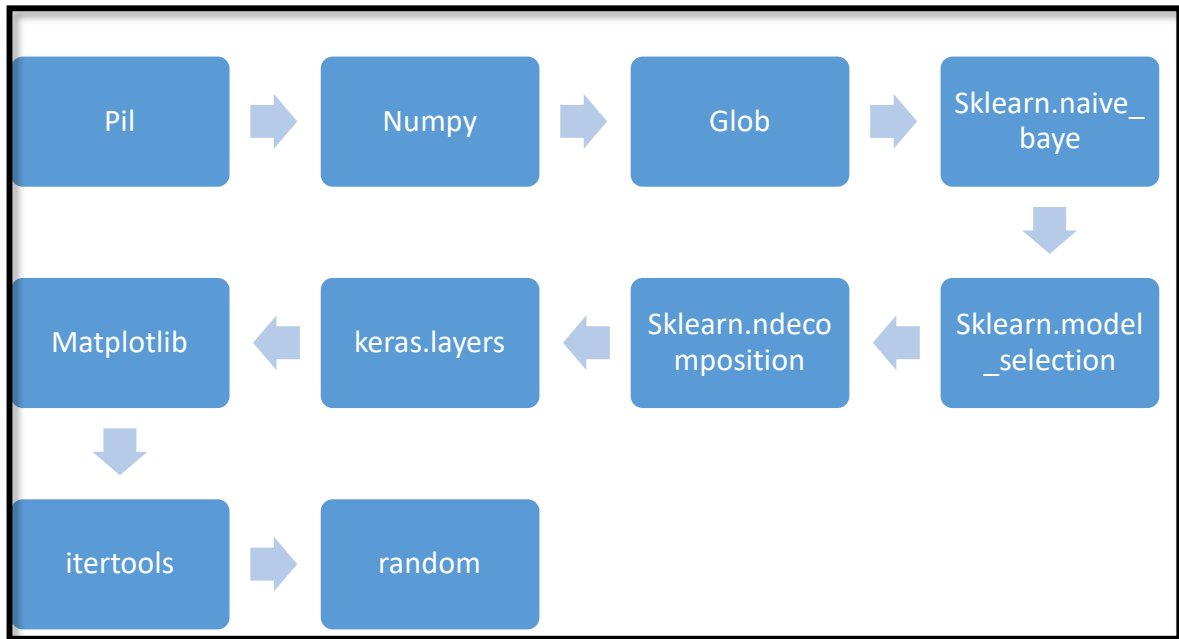 Pil
Numpy
Glob
Sklearn.naive_
baye
Sklearn.model
_selection
Sklearn.ndeco
mposition
keras.layers
Matplotlib
itertools
random